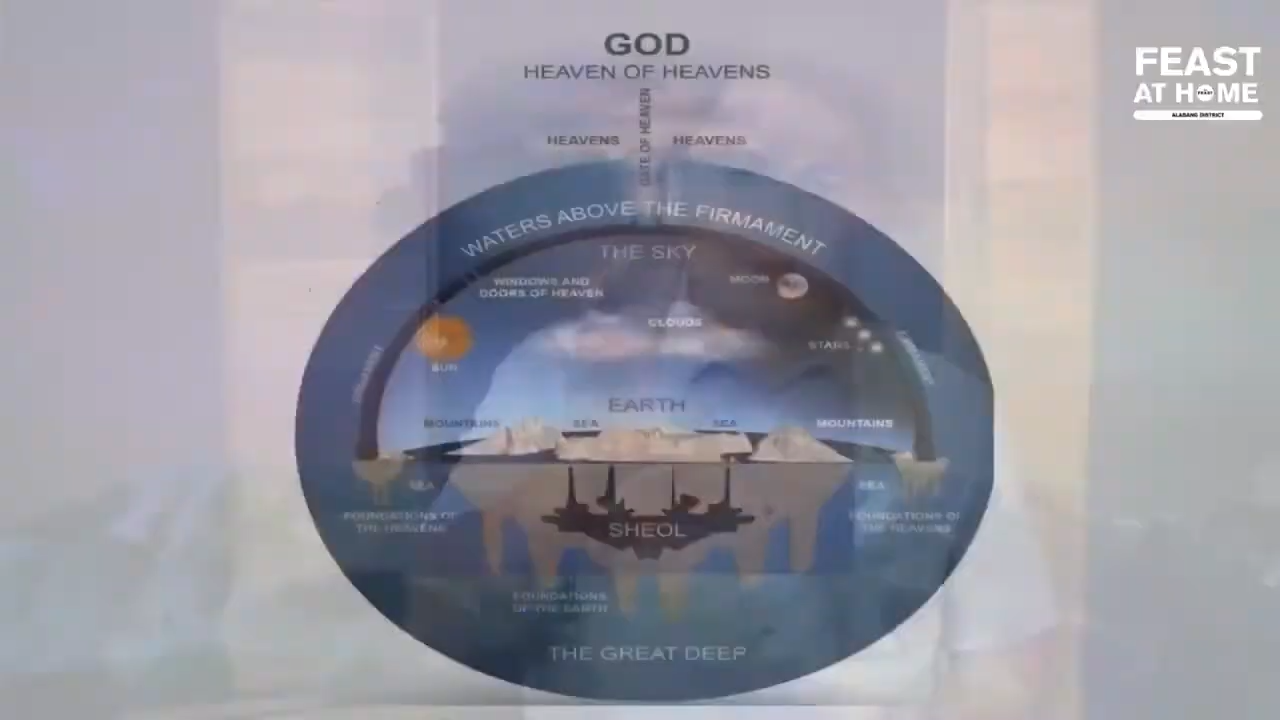 GOD
HEAVEN OF HEAVENS
GATE OF HEAVEN
HEAVENS
HEAVENS
FEAST
AT HOME
ALABANG DISTRICT
WATERS ABOVE THE FIRMAMENT
THE SKY
WINDOWS AND
DOORS OF HEAVEN
MOON
CLOUDS
STARS
SUN
EARTH
MOUNTAINS
SEA
SEA
MOUNTAINS
SEA
SEA
FOUNDATIONS OF
THE HEAVENS
FOUNDATIONS OF
THE HEAVENS
SHEOL
FOUNDATIONS
OF THE EARTH
THE GREAT DEEP